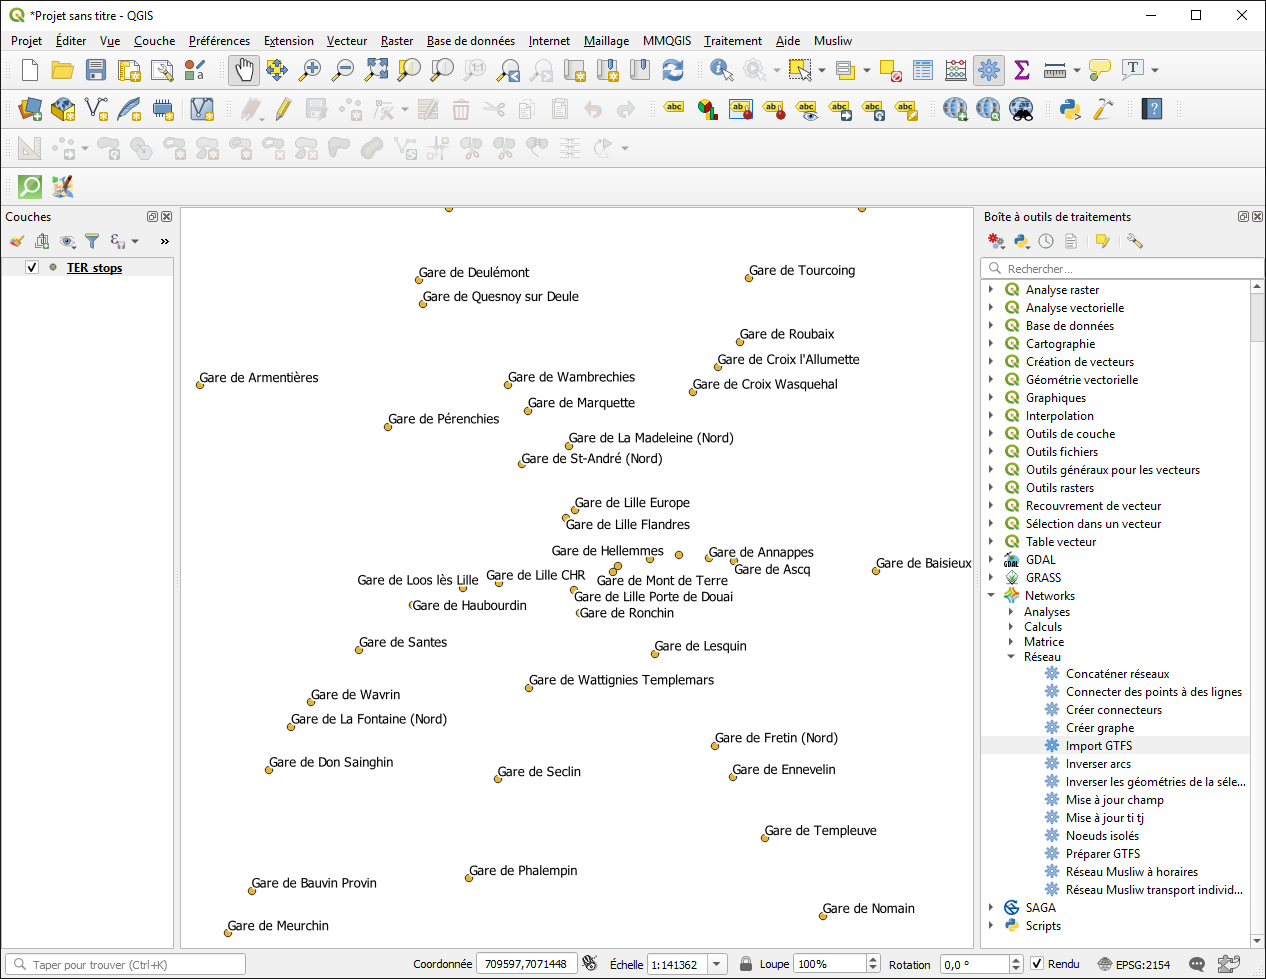 *Projet sans titre - QGIS
Projet Éditer Vue Couche Préférences Extension Vecteur Raster Base de données Internet Maillage MMQGIS Traitement Aide Musliw
Couches
TER stops
Gare de Deulémont
Gare de Tourcoing
Gare de Quesnoy sur Deule
Gare de Roubaix
Gare de Croix l'Allumette
Gare de Armentières
Gare de Wambrechies
Gare de Croix Wasquehal
Gare de Marquette
Gare de Pérenchies
Gare de La Madeleine (Nord)
Gare de St-André (Nord)
Gare de Lille Europe
Gare de Lille Flandres
Gare de Hellemmes
Gare de Annappes
Gare de Baisieux
Gare de Ascq
Gare de Lille CHR
Gare de Loos lès Lille
Gare de Mont de Terre
Gare de Lille Porte de Douai
Gare de Haubourdin
Gare de Ronchin
Gare de Santes
Gare de Lesquin
Gare de Wattignies Templemars
Gare de Wavrin
Gare de La Fontaine (Nord)
Gare de Fretin (Nord)
Gare de Don Sainghin
Gare de Seclin
Gare de Ennevelin
Gare de Templeuve
Gare de Phalempin
Gare de Bauvin Provin
Gare de Nomain
Gare de Meurchin
Boîte à outils de traitements
Rechercher...
Analyse raster
Analyse vectorielle
Base de données
Cartographie
Création de vecteurs
Géométrie vectorielle
Graphiques
Interpolation
Outils de couche
Outils fichiers
Outils généraux pour les vecteurs
Outils rasters
Recouvrement de vecteur
Sélection dans un vecteur
Table vecteur
GDAL
GRASS
Networks
Analyses
Calculs
Matrice
Réseau
Concaténer réseaux
Connecter des points à des lignes
Créer connecteurs
Créer graphe
Import GTFS
Inverser arcs
Inverser les géométries de la séle...
Mise à jour champ
Mise à jour ti tj
Noeuds isolés
Préparer GTFS
Réseau Musliw à horaires
Réseau Musliw transport individ...
SAGA
Scripts
Taper pour trouver (Ctrl+K) Coordonnée 709597,7071448 Échelle 1:141362 Loupe 100% Rotation 0,0 ° Rendu EPSG:2154